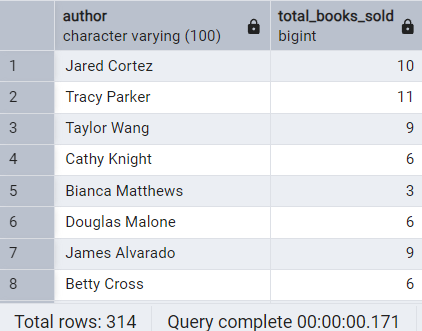 author total_books_sold
character varying (100) bigint
1 Jared Cortez 10
2 Tracy Parker 11
3 Taylor Wang 9
4 Cathy Knight 6
5 Bianca Matthews 3
6 Douglas Malone 6
7 James Alvarado 9
8 Betty Cross 6
Total rows: 314 Query complete 00:00:00.171